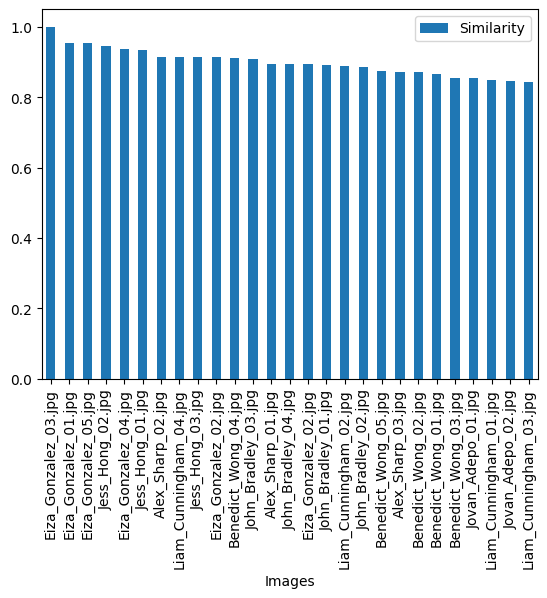 Similarity
1.0
0.8
0.6
0.4
0.2
0.0
Eiza_Gonzalez_03.jpg
Eiza_Gonzalez_01.jpg
Eiza_Gonzalez_05.jpg
Jess_Hong_02.jpg
Eiza_Gonzalez_04.jpg
Jess_Hong_01.jpg
Alex_Sharp_02.jpg
Liam_Cunningham_04.jpg
Jess_Hong_03.jpg
Eiza_Gonzalez_02.jpg
Benedict_Wong_04.jpg
John_Bradley_03.jpg
Alex_Sharp_01.jpg
John_Bradley_04.jpg
Eiza_Gonzalez_02.jpg
John_Bradley_01.jpg
Liam_Cunningham_02.jpg
John_Bradley_02.jpg
Benedict_Wong_05.jpg
Alex_Sharp_03.jpg
Benedict_Wong_02.jpg
Benedict_Wong_01.jpg
Benedict_Wong_03.jpg
Jovan_Adepo_01.jpg
Liam_Cunningham_01.jpg
Jovan_Adepo_02.jpg
Liam_Cunningham_03.jpg
Images